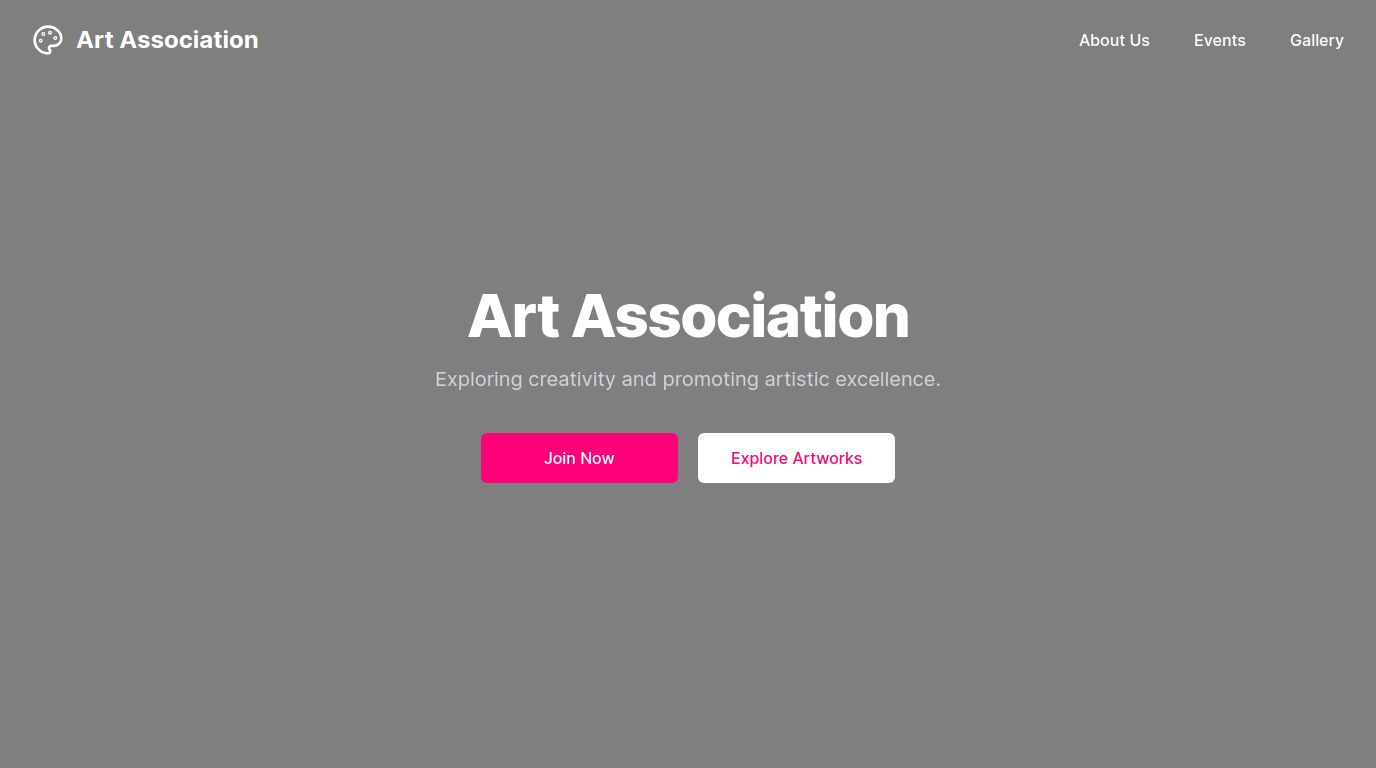 Art Association
About Us
Events
Gallery
Art Association
Exploring creativity and promoting artistic excellence.
Join Now
Explore Artworks